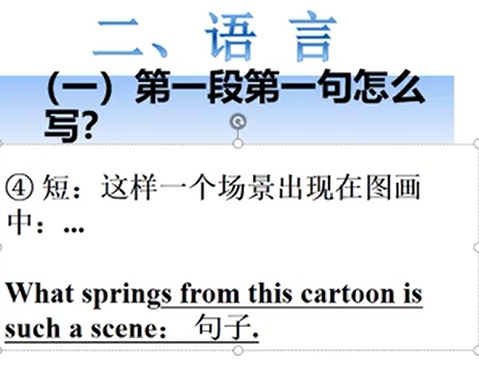 二、语 言
（一）第一段第一句怎么
写？
④ 短：这样一个场景出现在图画
中：...
What springs from this cartoon is
such a scene： 句子.